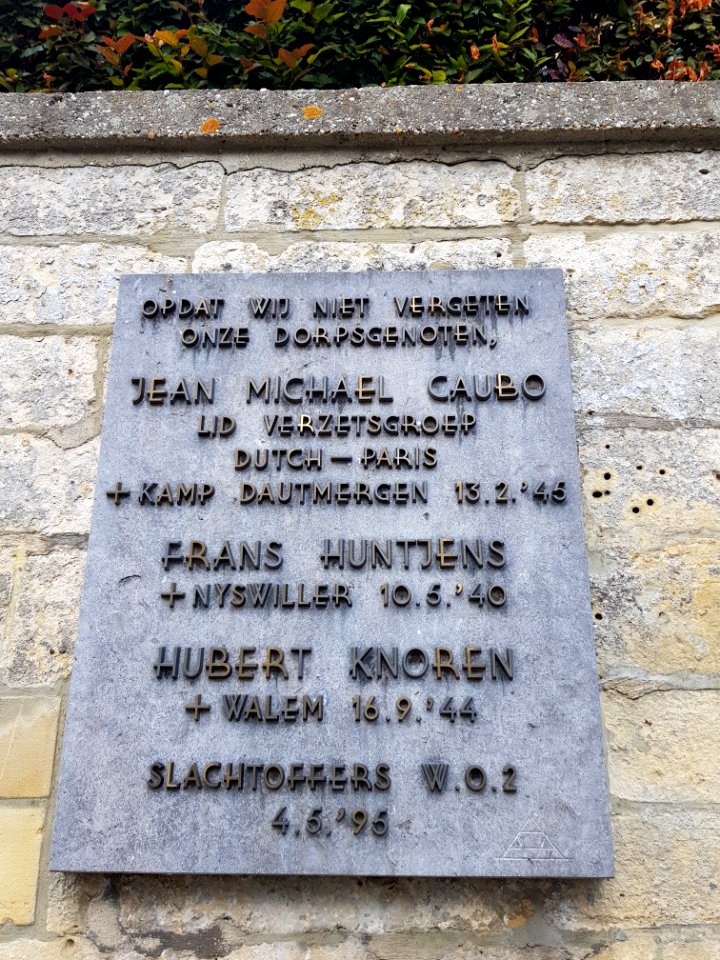 OPDAT WIJ NIET VERGETEN
ONZE DORPSGENOTEN,
JEAN MICHAEL CAUBO
LID VERZETSGROEP
DUTCH – PARIS
+KAMP DAUTMERGEN 13.2.'45
FRANS HUNTJENS
+NYSWILLER 10.5.'40
HUBERT KNOREN
+ WALEM 16.9.'44
SLACHTOFFERS W.O.2
4.5.'95